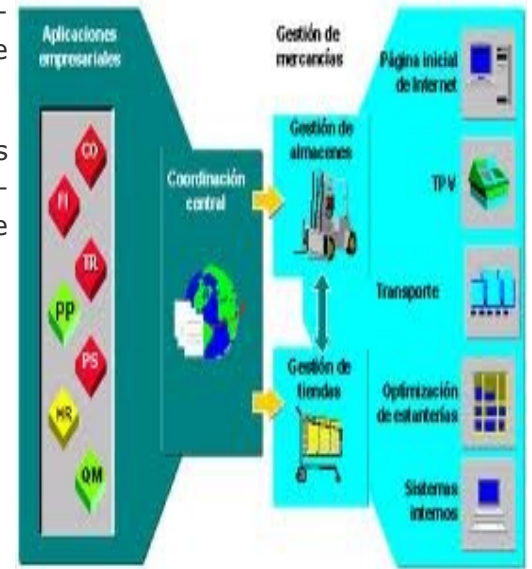 e
s
–
e
Aplicaciones
empresariales
CO
FI
TR
PP
PS
HR
QM
Coordinación
central
Gestión de
mercancías
Gestión de
almacenes
Gestión de
tiendas
Página inicial
de Internet
TPV
Transporte
Optimización
de estanterías
Sistemas
internos